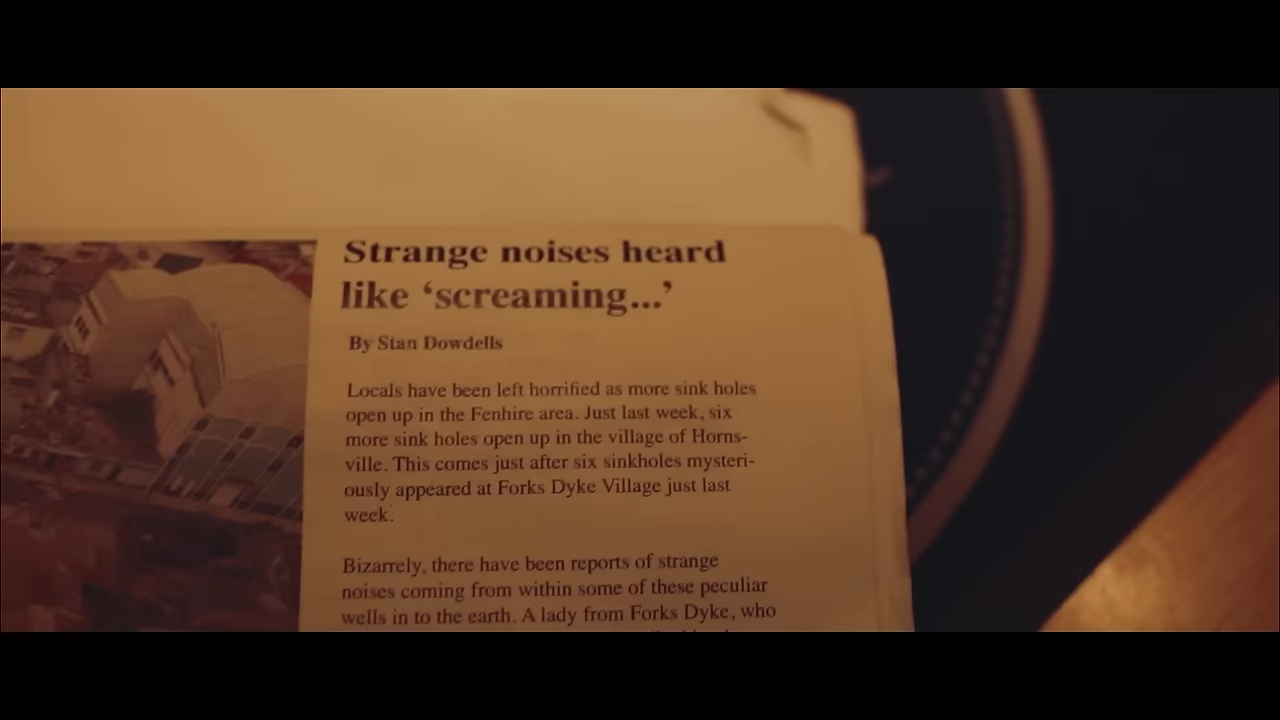 Strange noises heard
like ‘screaming...’
By Stan Dowdells
Locals have been left horrified as more sink holes
open up in the Fenhire area. Just last week, six
more sink holes open up in the village of Horns-
ville. This comes just after six sinkholes mysteri-
ously appeared at Forks Dyke Village just last
week.
Bizarrely, there have been reports of strange
noises coming from within some of these peculiar
wells in to the earth. A lady from Forks Dyke, who